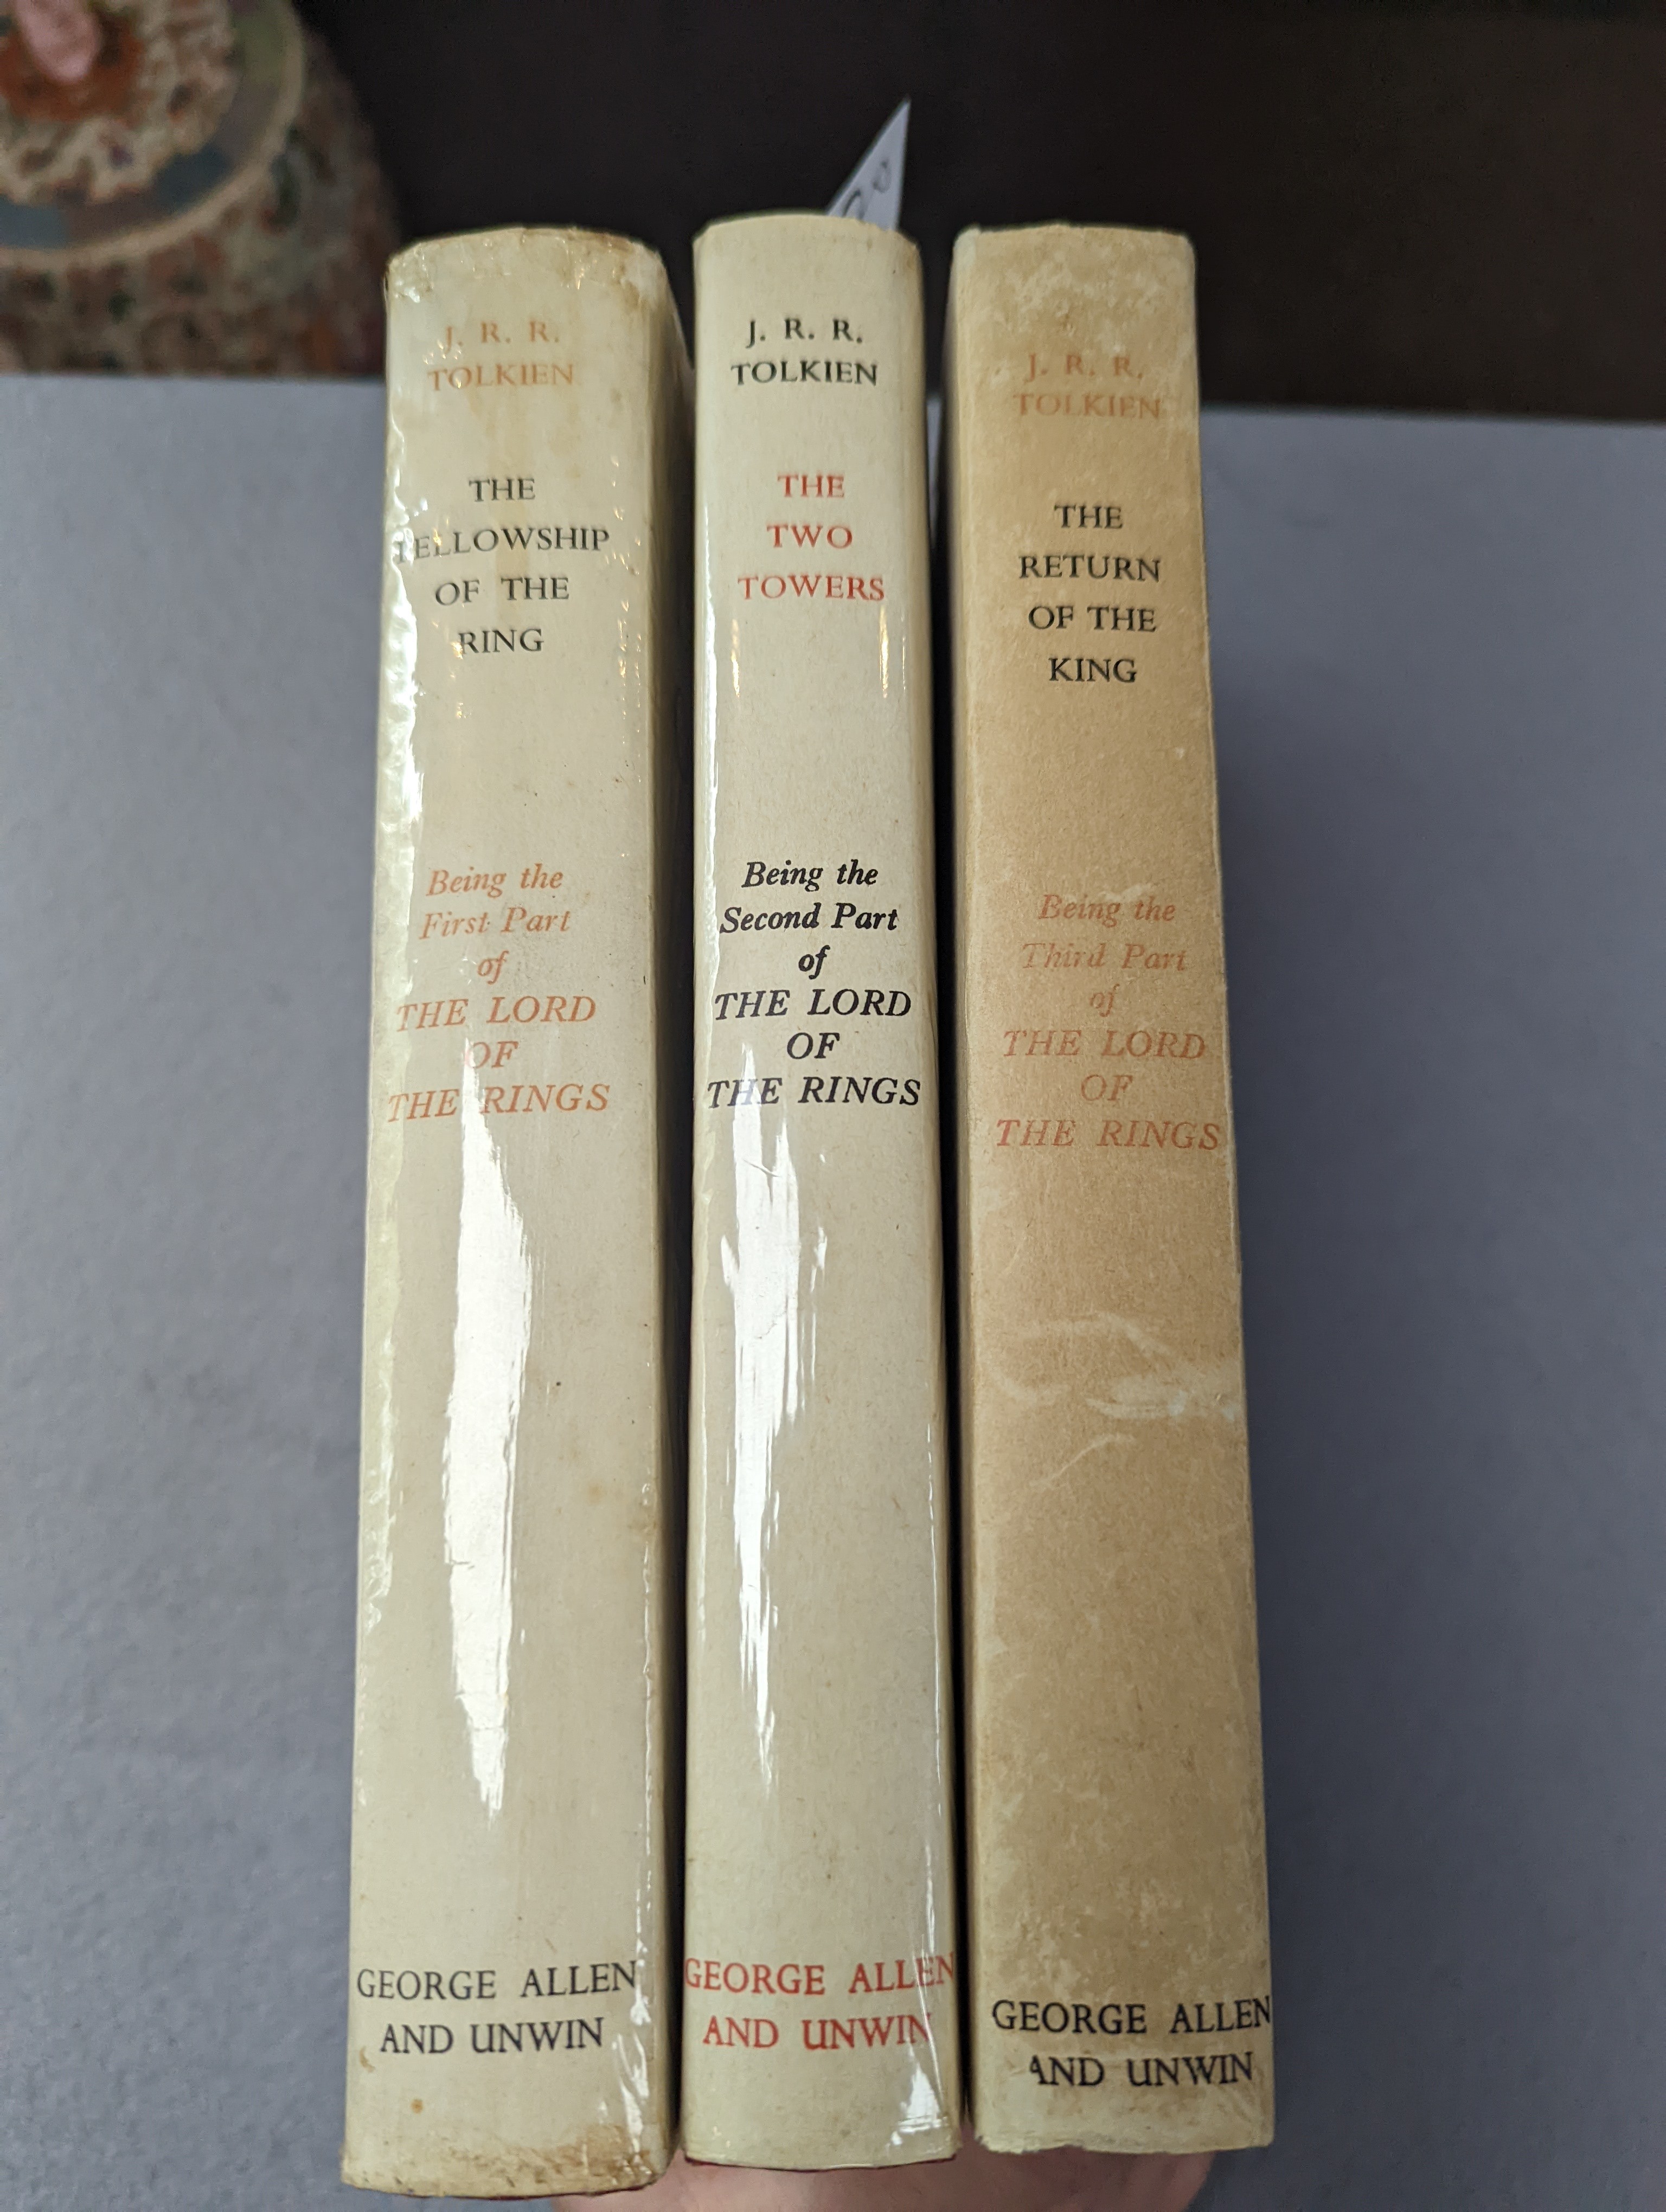 J. R. R.
TOLKIEN
THE
FELLOWSHIP
OF THE
RING
Being the
First Part
of
THE LORD
OF
THE RINGS
GEORGE ALLEN
AND UNWIN
J. R. R.
TOLKIEN
THE
TWO
TOWERS
Being the
Second Part
of
THE LORD
OF
THE RINGS
GEORGE ALLEN
AND UNWIN
J. R. R.
TOLKIEN
THE
RETURN
OF THE
KING
Being the
Third Part
of
THE LORD
OF
THE RINGS
GEORGE ALLEN
AND UNWIN